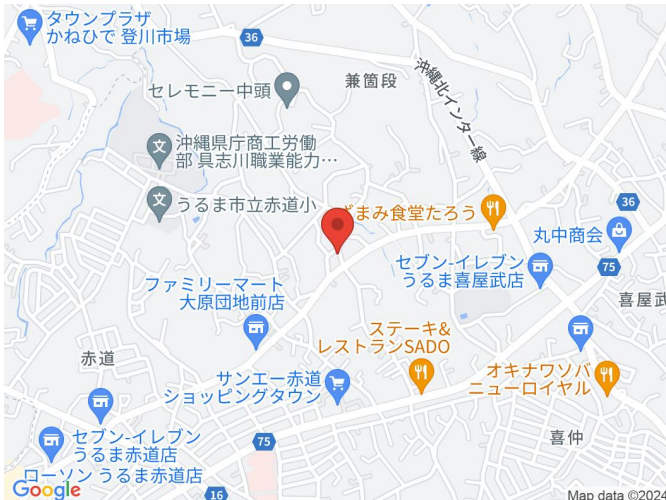 タウンプラザ
かねひで 登川市場
36
セレモニー中頭
兼箇段
沖縄北インター線
沖縄県庁商工労働
部 具志川職業能力…
うるま市立赤道小
ざまみ食堂たろう
36
丸中商会
セブン-イレブン
うるま喜屋武店
75
喜屋武
ファミリーマート
大原団地前店
ステーキ&
レストランSADO
赤道
サンエー赤道
ショッピングタウン
オキナワソバ
ニューロイヤル
セブン-イレブン
うるま赤道店
75
喜仲
ローソン うるま赤道店
16
Google
Map data ©2024